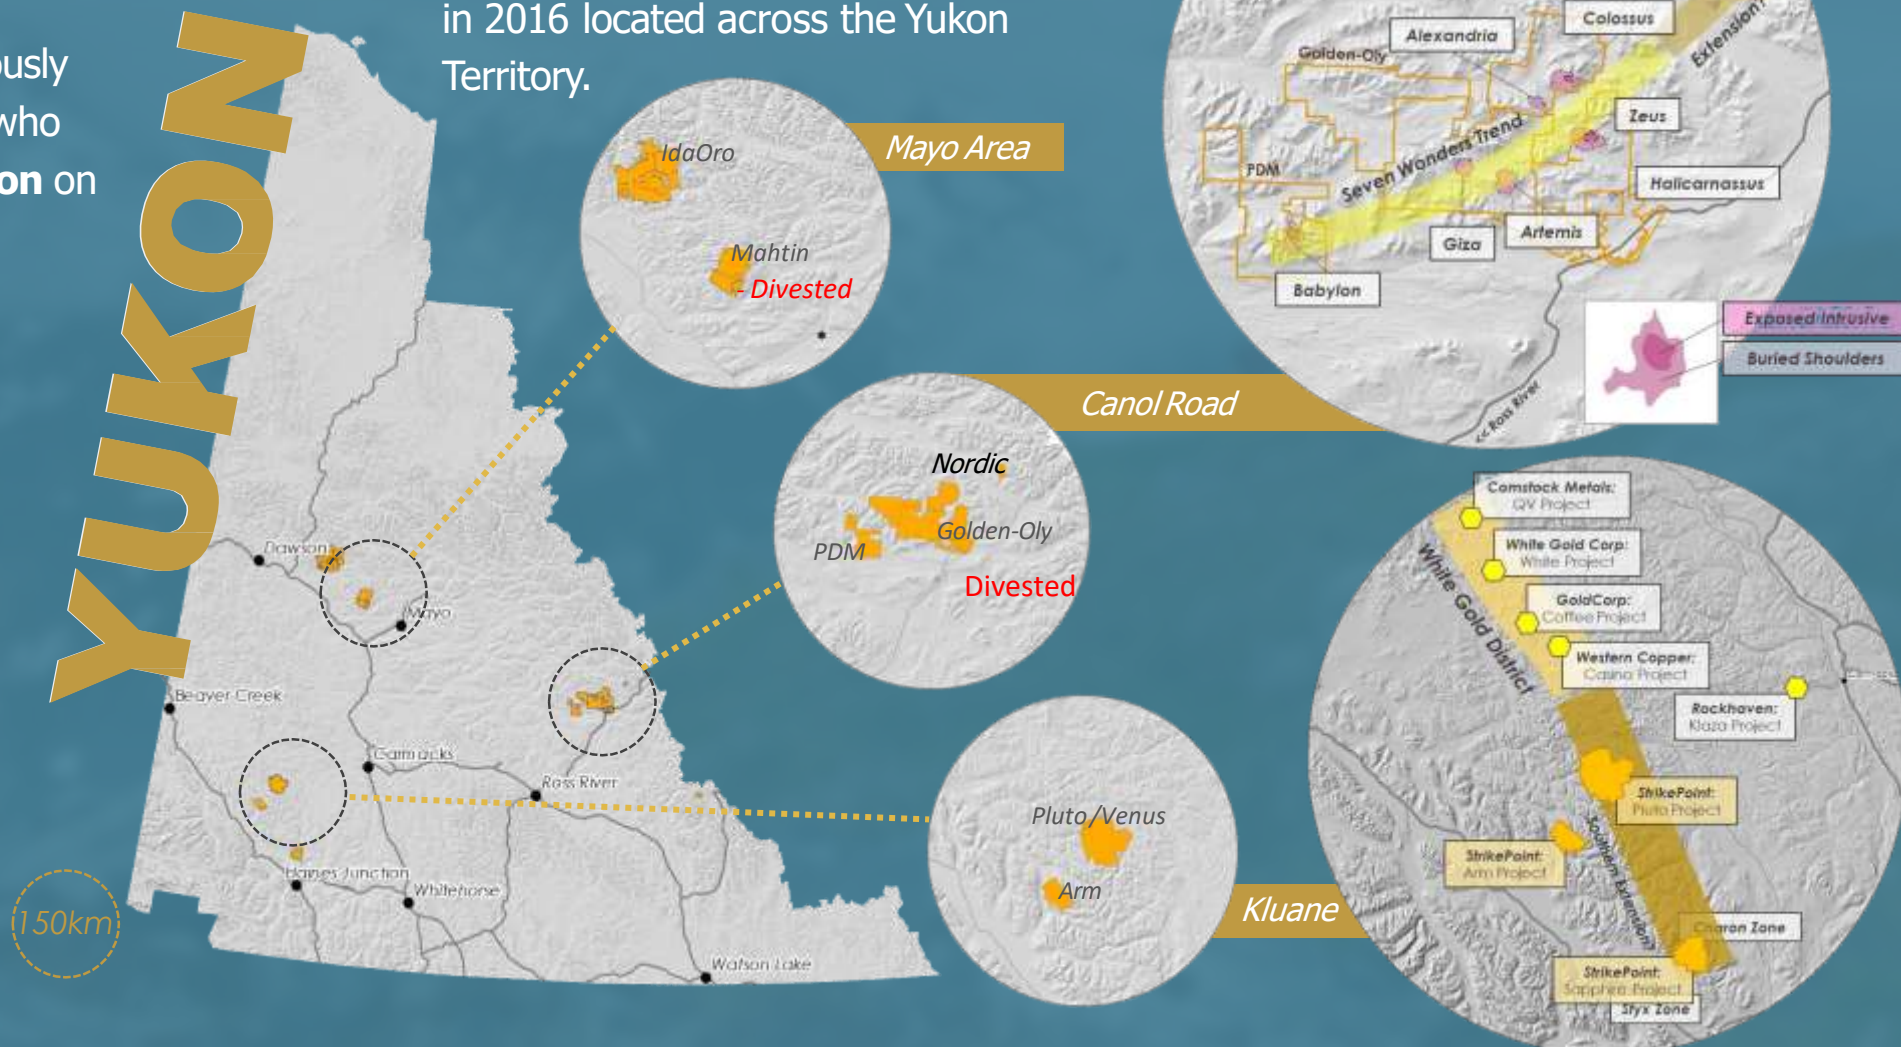 in 2016 located across the Yukon
Territory.
ously
who
on on
YUKON
150km
Dawson
Mayo
Beaver Creek
Carmacks
Ross River
Haines Junction
Whitehorse
Watson Lake
IdaOro
Mahtin
- Divested
Mayo Area
Nordic
Golden-Oly
PDM
Divested
Canol Road
Pluto/Venus
Arm
Kluane
Colossus
Alexandria
Extension?
Golden-Oly
Zeus
Seven Wonders Trend
PDM
Halicarnassus
Artemis
Giza
Babylon
<< Ross River
Exposed Intrusive
Buried Shoulders
Comstock Metals:
QV Project
White Gold Corp:
White Project
GoldCorp:
Coffee Project
White Gold District
Western Copper:
Casino Project
Rockhaven:
Klaza Project
StrikePoint:
Pluto Project
StrikePoint:
Arm Project
Southern Extension?
Charon Zone
StrikePoint:
Sapphire Project
Styx Zone